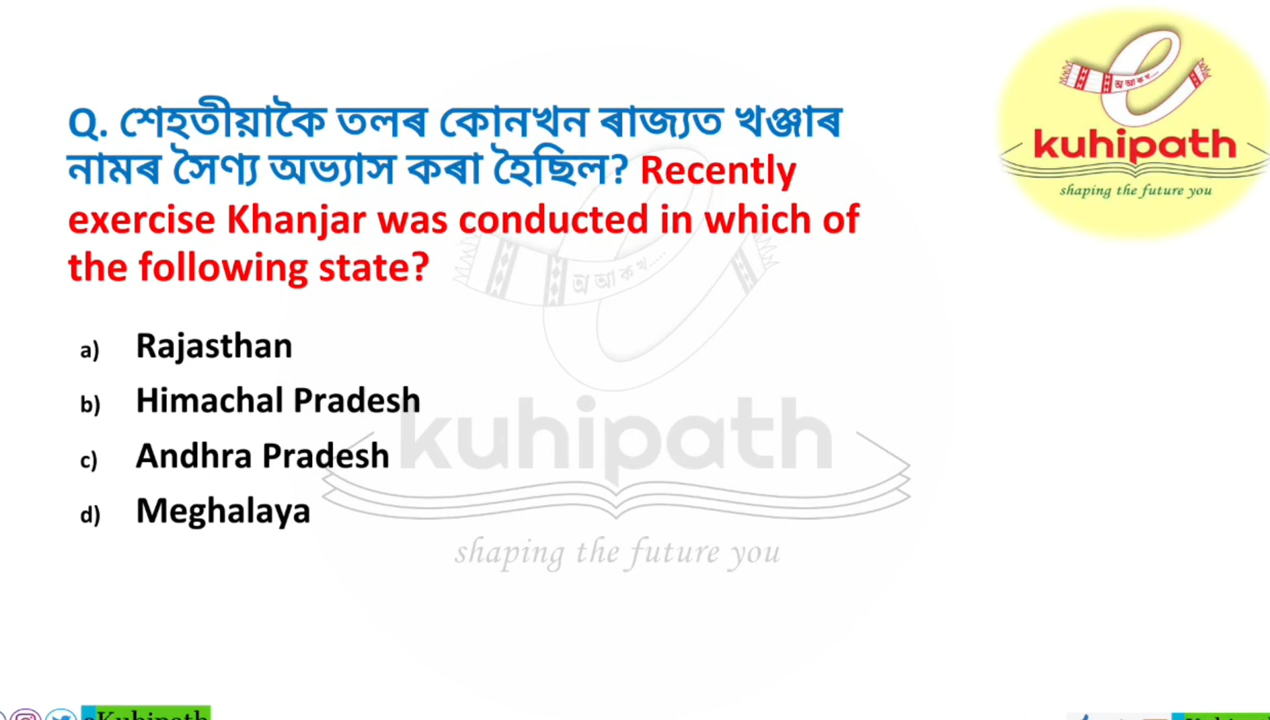 অ আ ক খ....
kuhipath
shaping the future you
Q. শেহতীয়াকৈ তলৰ কোনখন ৰাজ্যত খঞ্জাৰ
নামৰ সৈণ্য অভ্যাস কৰা হৈছিল? Recently
exercise Khanjar was conducted in which of
the following state?
অ আ ক খ.....
a) Rajasthan
b) Himachal Pradesh
c) Andhra Pradesh
d) Meghalaya
kuhipath
shaping the future you